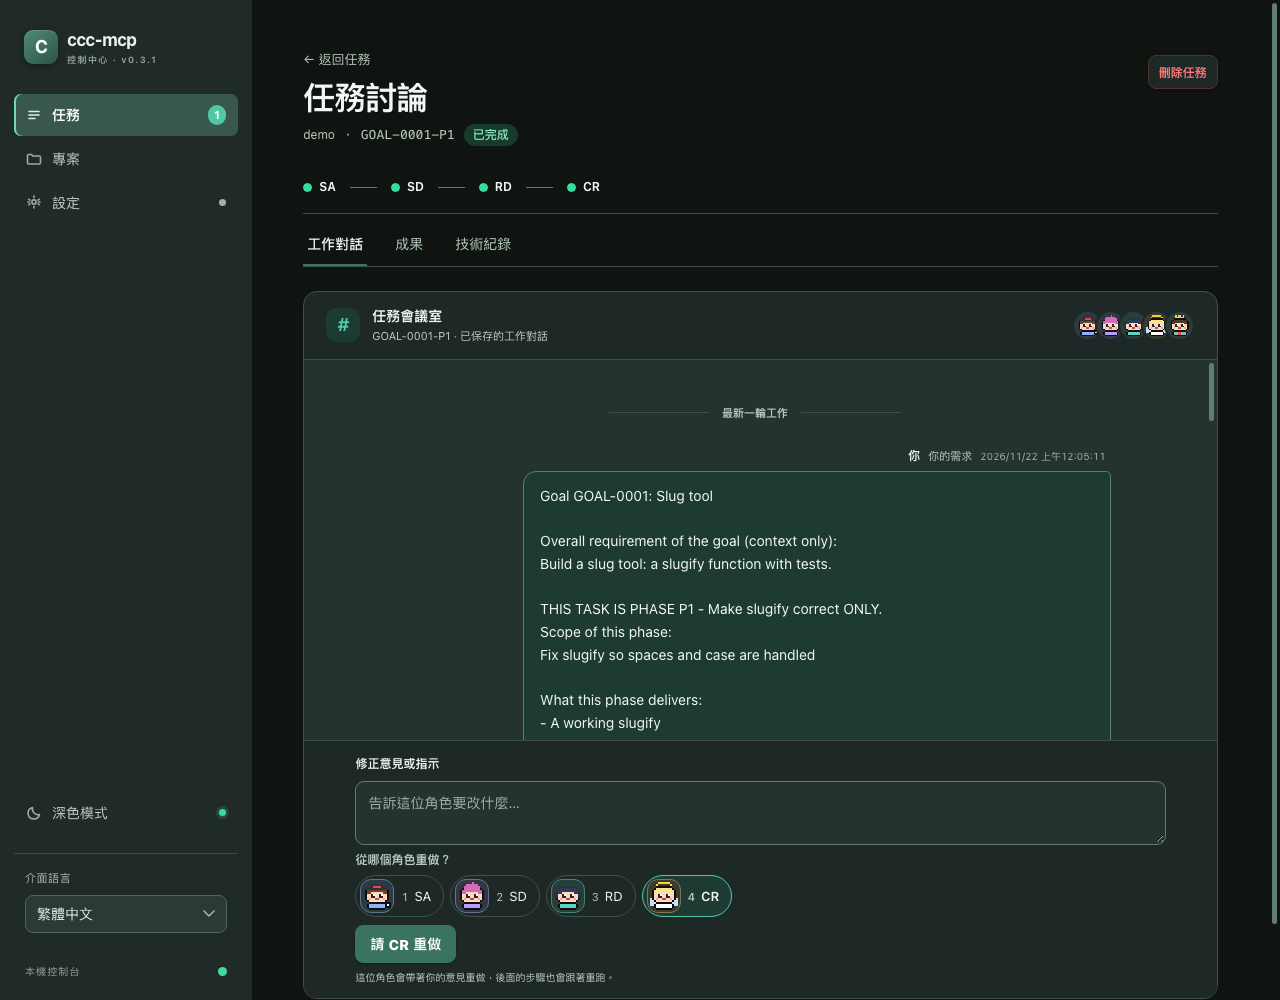 C
ccc-mcp
控制中心 · v0.3.1
任務
1
專案
設定
深色模式
介面語言
繁體中文
本機控制台
← 返回任務
任務討論
demo · GOAL-0001-P1 已完成
刪除任務
SA SD RD CR
工作對話 成果 技術紀錄
# 任務會議室
GOAL-0001-P1 · 已保存的工作對話
最新一輪工作
你 你的需求 2026/11/22 上午12:05:11
Goal GOAL-0001: Slug tool
Overall requirement of the goal (context only):
Build a slug tool: a slugify function with tests.
THIS TASK IS PHASE P1 - Make slugify correct ONLY.
Scope of this phase:
Fix slugify so spaces and case are handled
What this phase delivers:
- A working slugify
修正意見或指示
告訴這位角色要改什麼...
從哪個角色重做？
1 SA 2 SD 3 RD 4 CR
請 CR 重做
這位角色會帶著你的意見重做，後面的步驟也會跟著重跑。